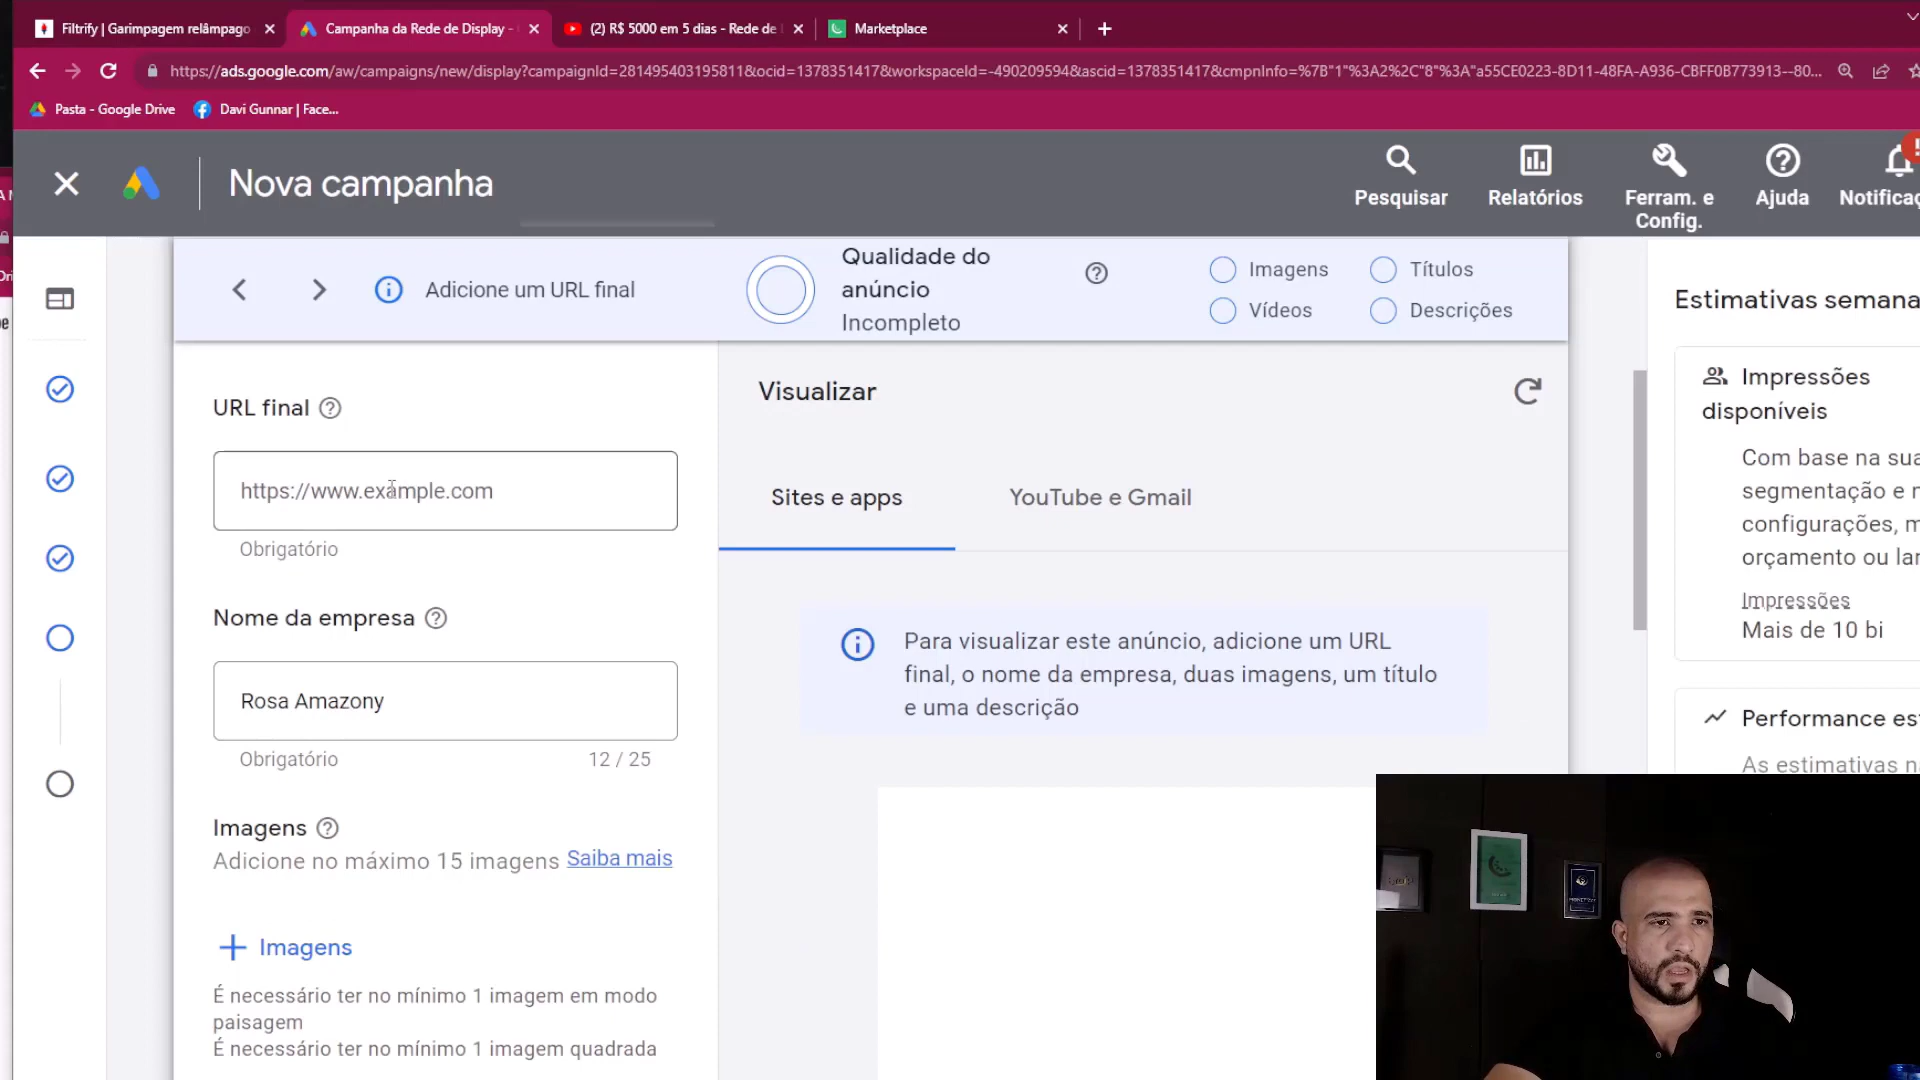 Filtrify | Garimpagem relâmpago
Campanha da Rede de Display -
(2) R$ 5000 em 5 dias - Rede de
Marketplace
https://ads.google.com/aw/campaigns/new/display?campaignId=281495403195811&ocid=1378351417&workspaceId=-490209594&ascid=1378351417&cmpnInfo=%7B"1"%3A2%2C"8"%3A"a55CE0223-8D11-48FA-A936-CBFF0B773913--80...
Pasta - Google Drive
Davi Gunnar | Face...
Nova campanha
Pesquisar
Relatórios
Ferram. e
Config.
Ajuda
Notificaç
Adicione um URL final
Qualidade do
anúncio
Incompleto
Imagens
Títulos
Vídeos
Descrições
URL final
https://www.example.com
Obrigatório
Nome da empresa
Rosa Amazony
Obrigatório
12 / 25
Imagens
Adicione no máximo 15 imagens Saiba mais
+ Imagens
É necessário ter no mínimo 1 imagem em modo
paisagem
É necessário ter no mínimo 1 imagem quadrada
Visualizar
Sites e apps
YouTube e Gmail
Para visualizar este anúncio, adicione um URL
final, o nome da empresa, duas imagens, um título
e uma descrição
Estimativas semana
Impressões
disponíveis
Com base na sua
segmentação e n
configurações, m
orçamento ou lan
Impressões
Mais de 10 bi
Performance est
As estimativas na